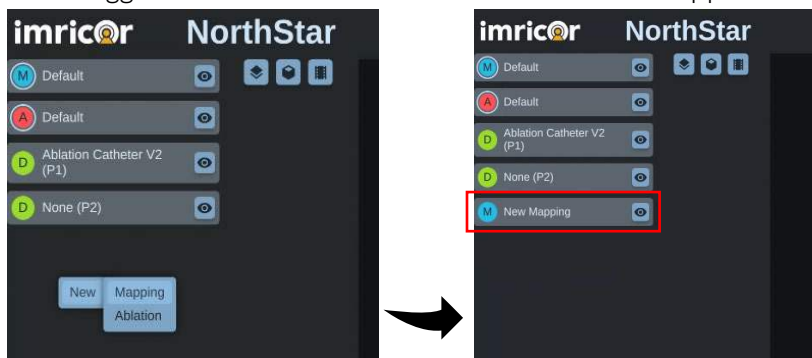 imricor NorthStar
M Default
A Default
D Ablation Catheter V2
(P1)
D None (P2)
New Mapping
Ablation
imricor NorthStar
M Default
A Default
D Ablation Catheter V2
(P1)
D None (P2)
M New Mapping